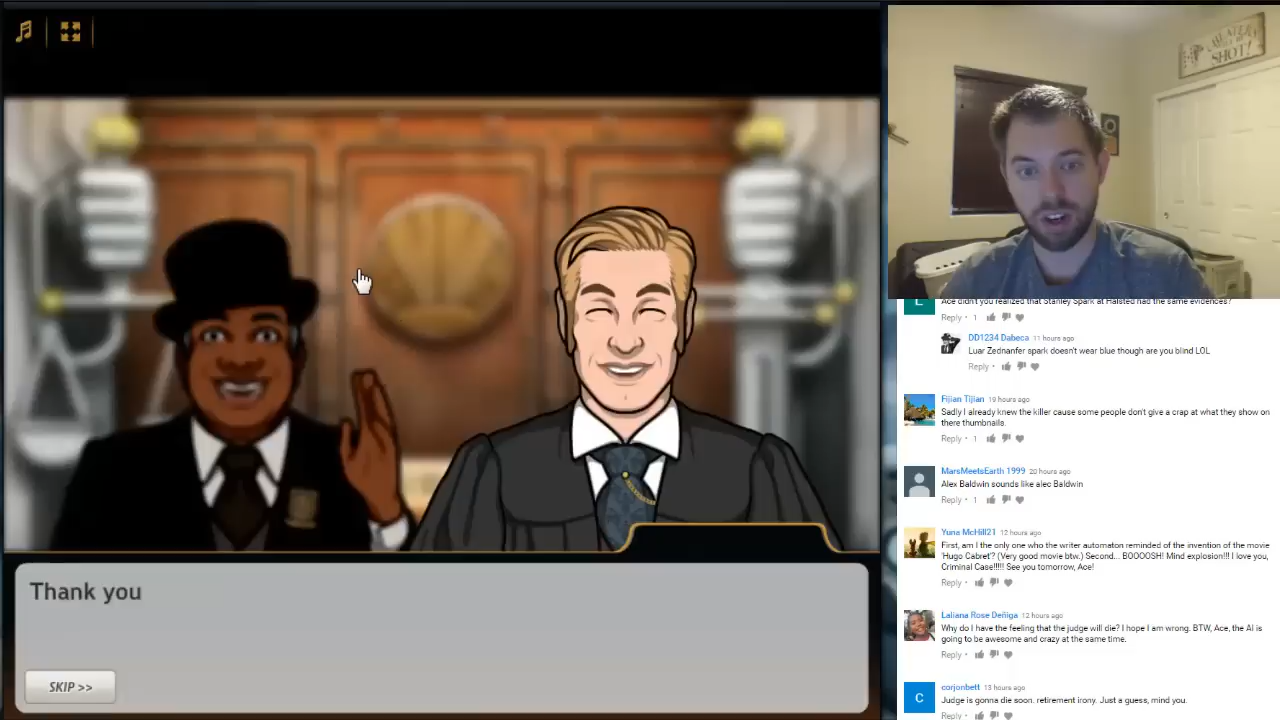 SHOT!
Thank you
SKIP >>
Ace didn't you realized that Stanley Spark at Halsted had the same evidences?
Reply • 1
DD1234 Dabeca 11 hours ago
Luar Zednanfer spark doesn't wear blue though are you blind LOL
Reply •
Fijian Tijian 19 hours ago
Sadly I already knew the killer cause some people don't give a crap at what they show on
there thumbnails.
Reply • 1
MarsMeetsEarth 1999 20 hours ago
Alex Baldwin sounds like alec Baldwin
Reply • 1
Yuna McHill21 12 hours ago
First, am I the only one who the writer automaton reminded of the invention of the movie
'Hugo Cabret'? (Very good movie btw.) Second... BOOOOSH! Mind explosion!!! I love you,
Criminal Case!!!!! See you tomorrow, Ace!
Reply •
Laliana Rose Deñiga 12 hours ago
Why do I have the feeling that the judge will die? I hope I am wrong. BTW, Ace, the AI is
going to be awesome and crazy at the same time.
Reply •
C
corjonbett 13 hours ago
Judge is gonna die soon. retirement irony. Just a guess, mind you.
Reply •